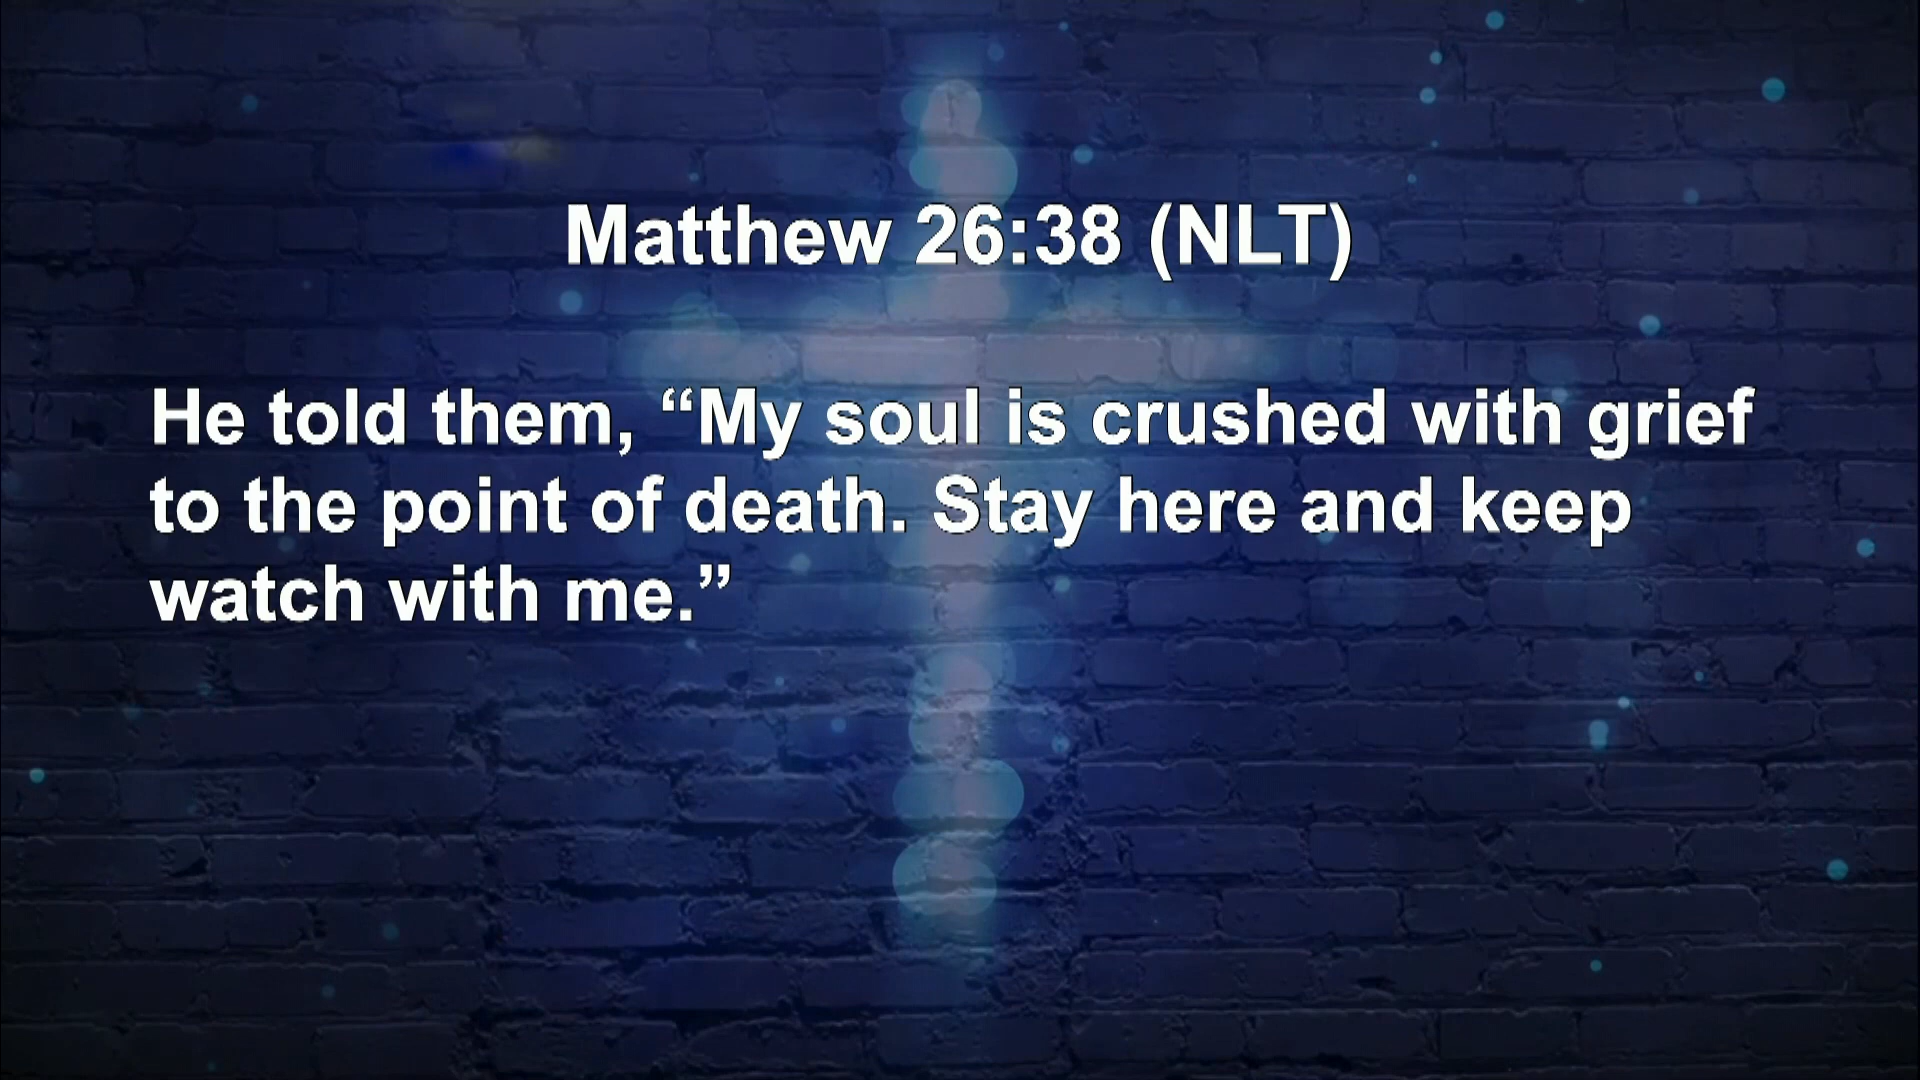 Matthew 26:38 (NLT)
He told them, “My soul is crushed with grief
to the point of death. Stay here and keep
watch with me.”